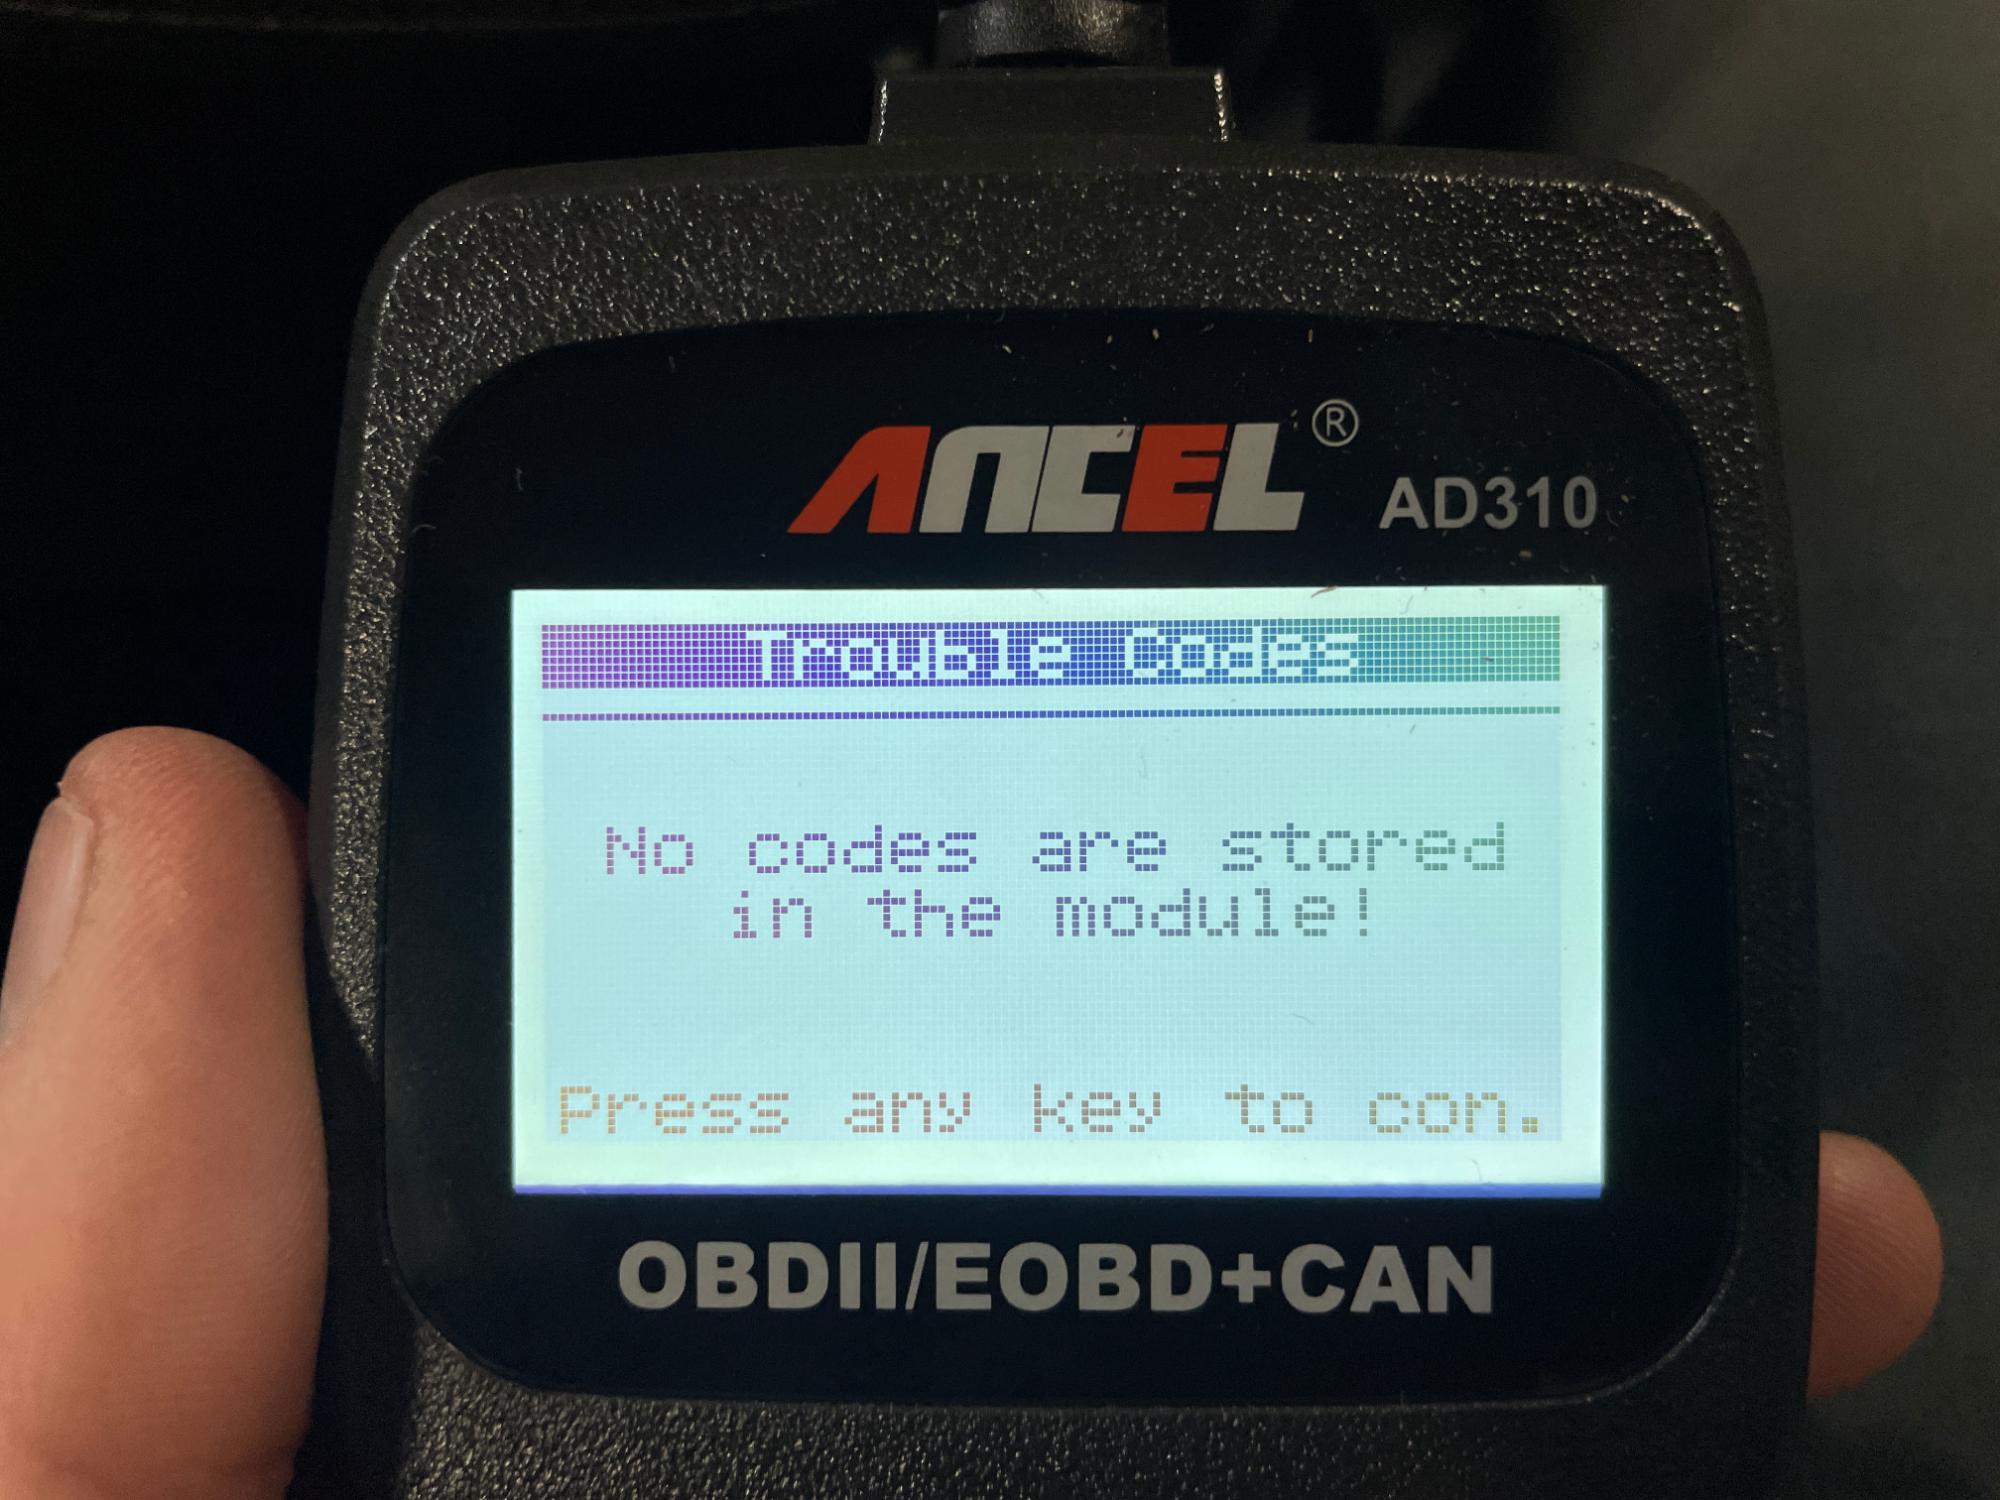 ANCEL® AD310
Trouble Codes
No codes are stored
in the module!
Press any key to con.
OBDII/EOBD+CAN